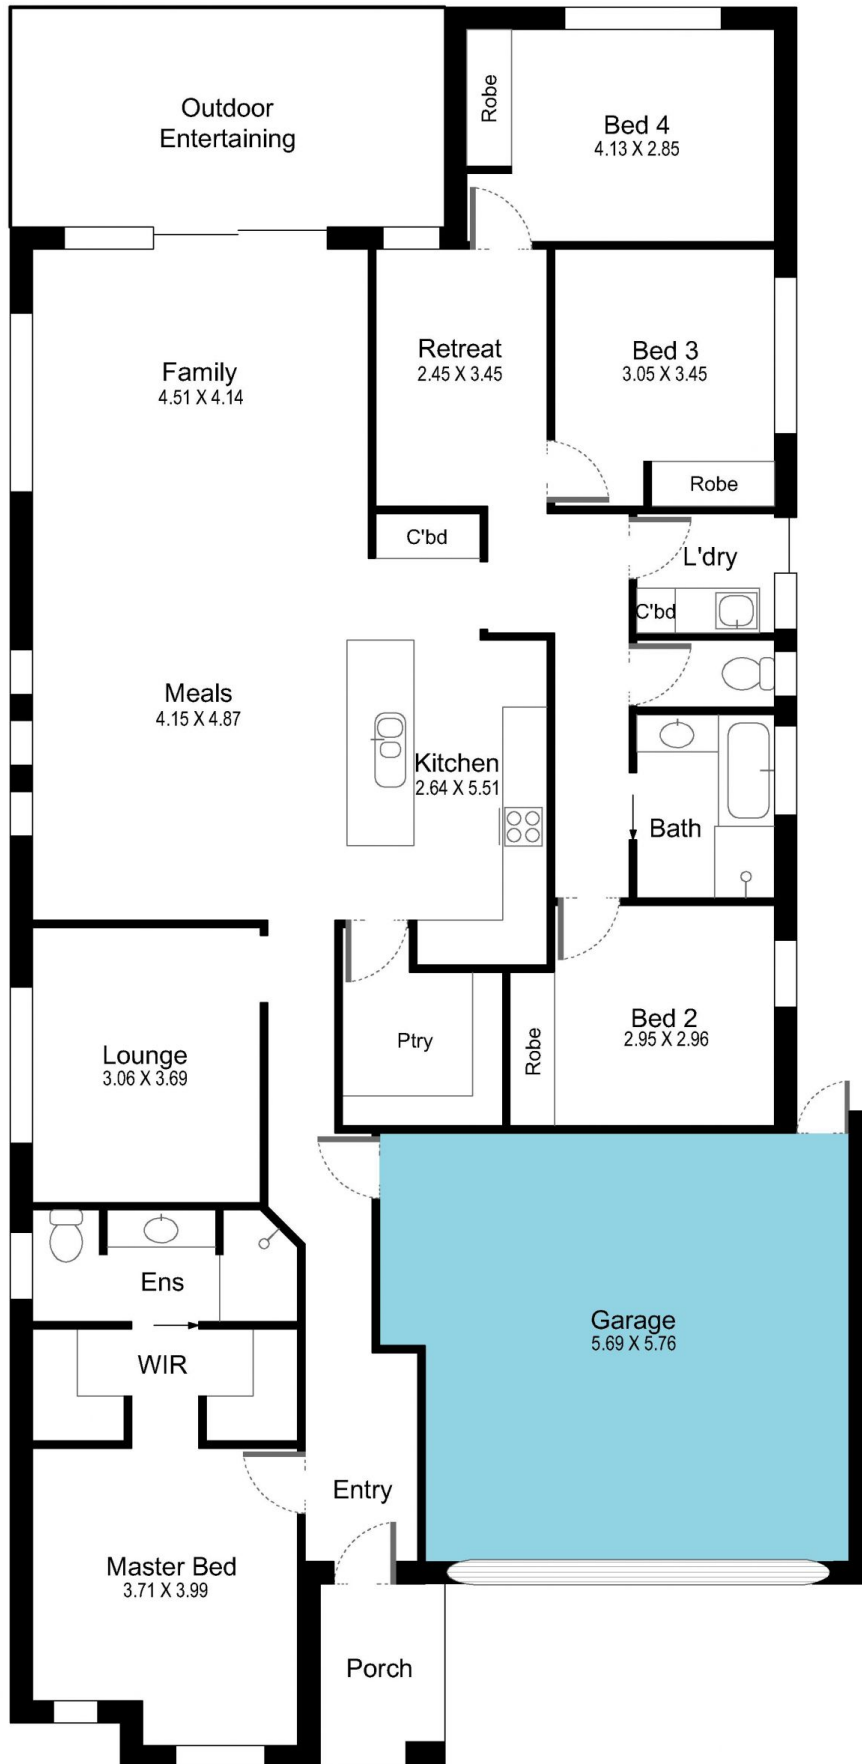 Outdoor
Entertaining
Robe
Bed 4
4.13 X 2.85
Family
4.51 X 4.14
Retreat
2.45 X 3.45
Bed 3
3.05 X 3.45
Robe
C'bd
L'dry
C'bd
Meals
4.15 X 4.87
Kitchen
2.64 X 5.51
Bath
Lounge
3.06 X 3.69
Ptry
Robe
Bed 2
2.95 X 2.96
Ens
WIR
Garage
5.69 X 5.76
Entry
Master Bed
3.71 X 3.99
Porch